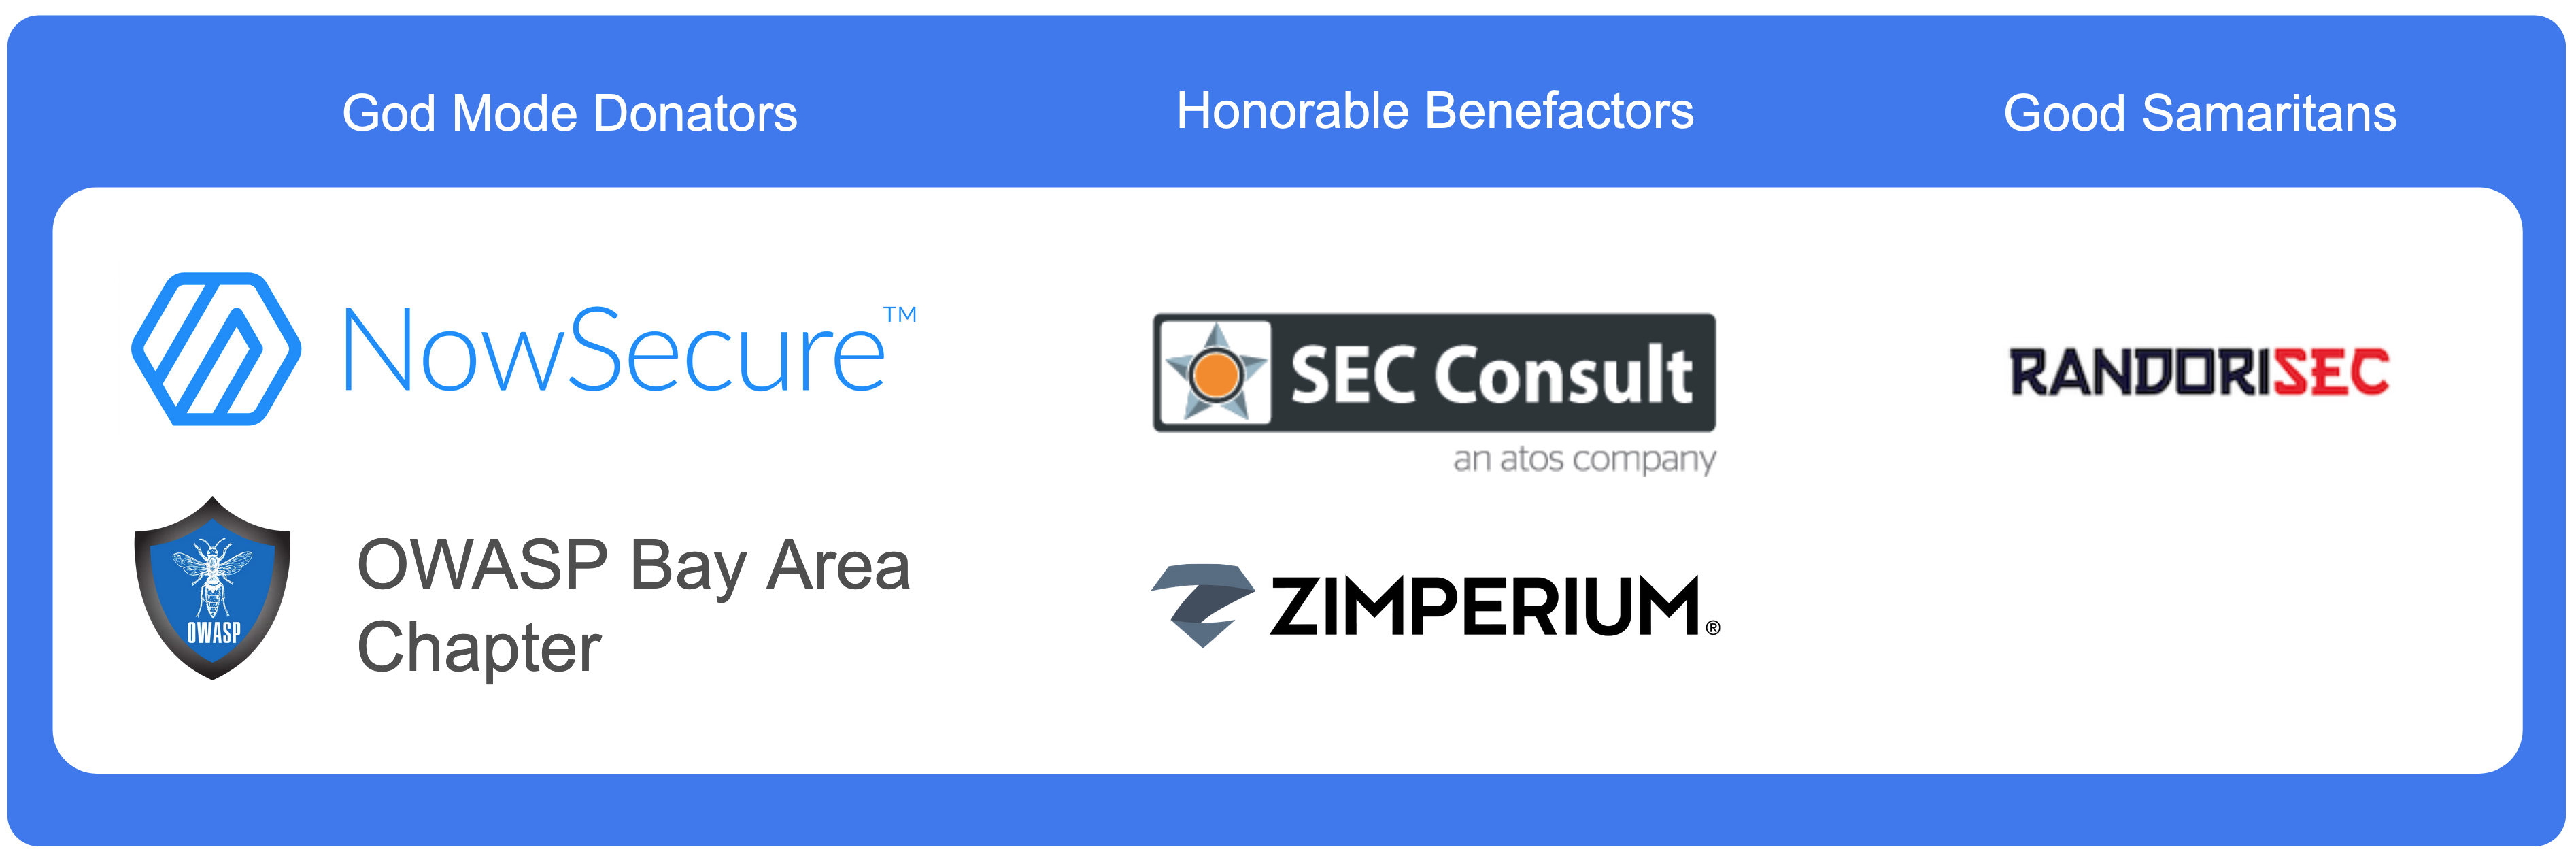 God Mode Donators
Honorable Benefactors
Good Samaritans
NowSecure™
SEC Consult
an atos company
RANDORISEC
OWASP
OWASP Bay Area
Chapter
ZIMPERIUM®